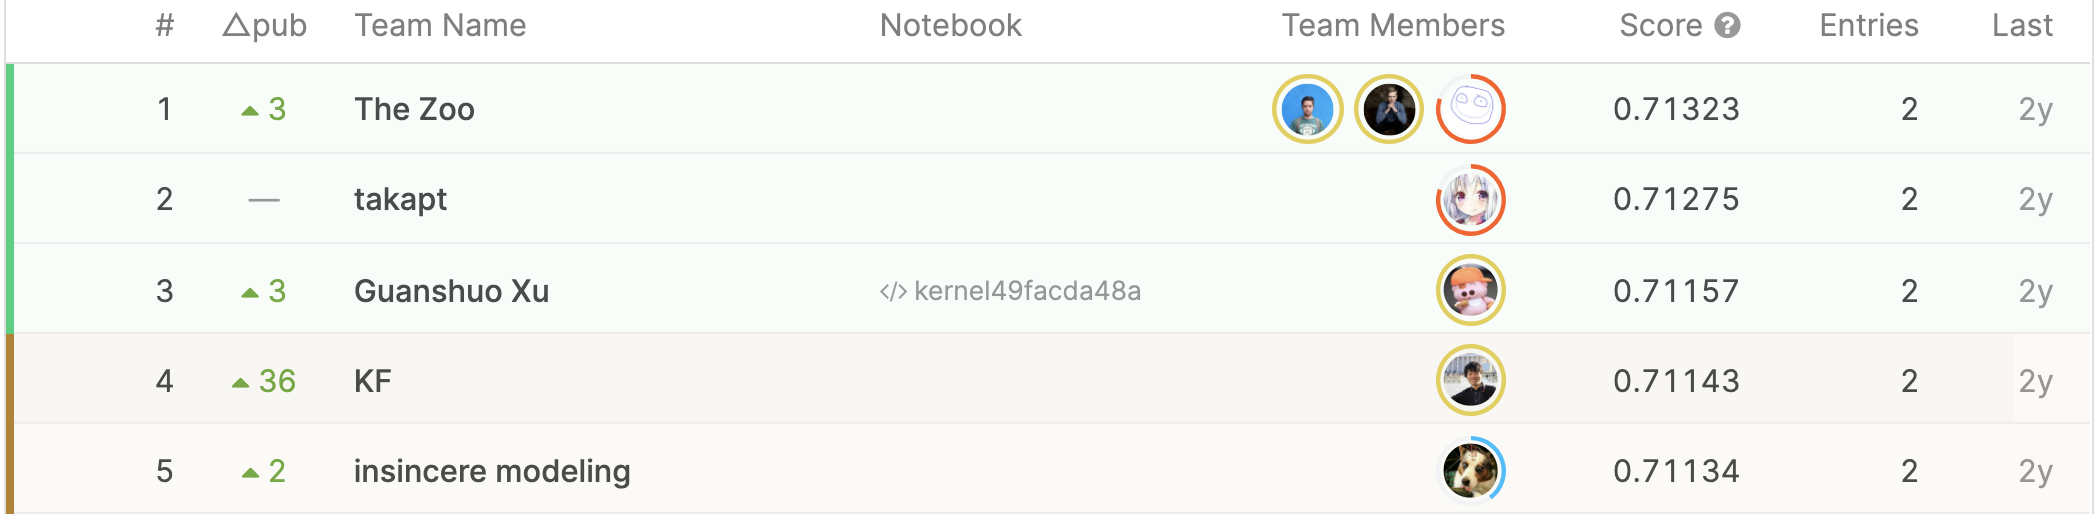 # △pub Team Name Notebook Team Members Score ? Entries Last
1 ▲ 3 The Zoo 0.71323 2 2y
2 — takapt 0.71275 2 2y
3 ▲ 3 Guanshuo Xu </> kernel49facda48a 0.71157 2 2y
4 ▲ 36 KF 0.71143 2 2y
5 ▲ 2 insincere modeling 0.71134 2 2y